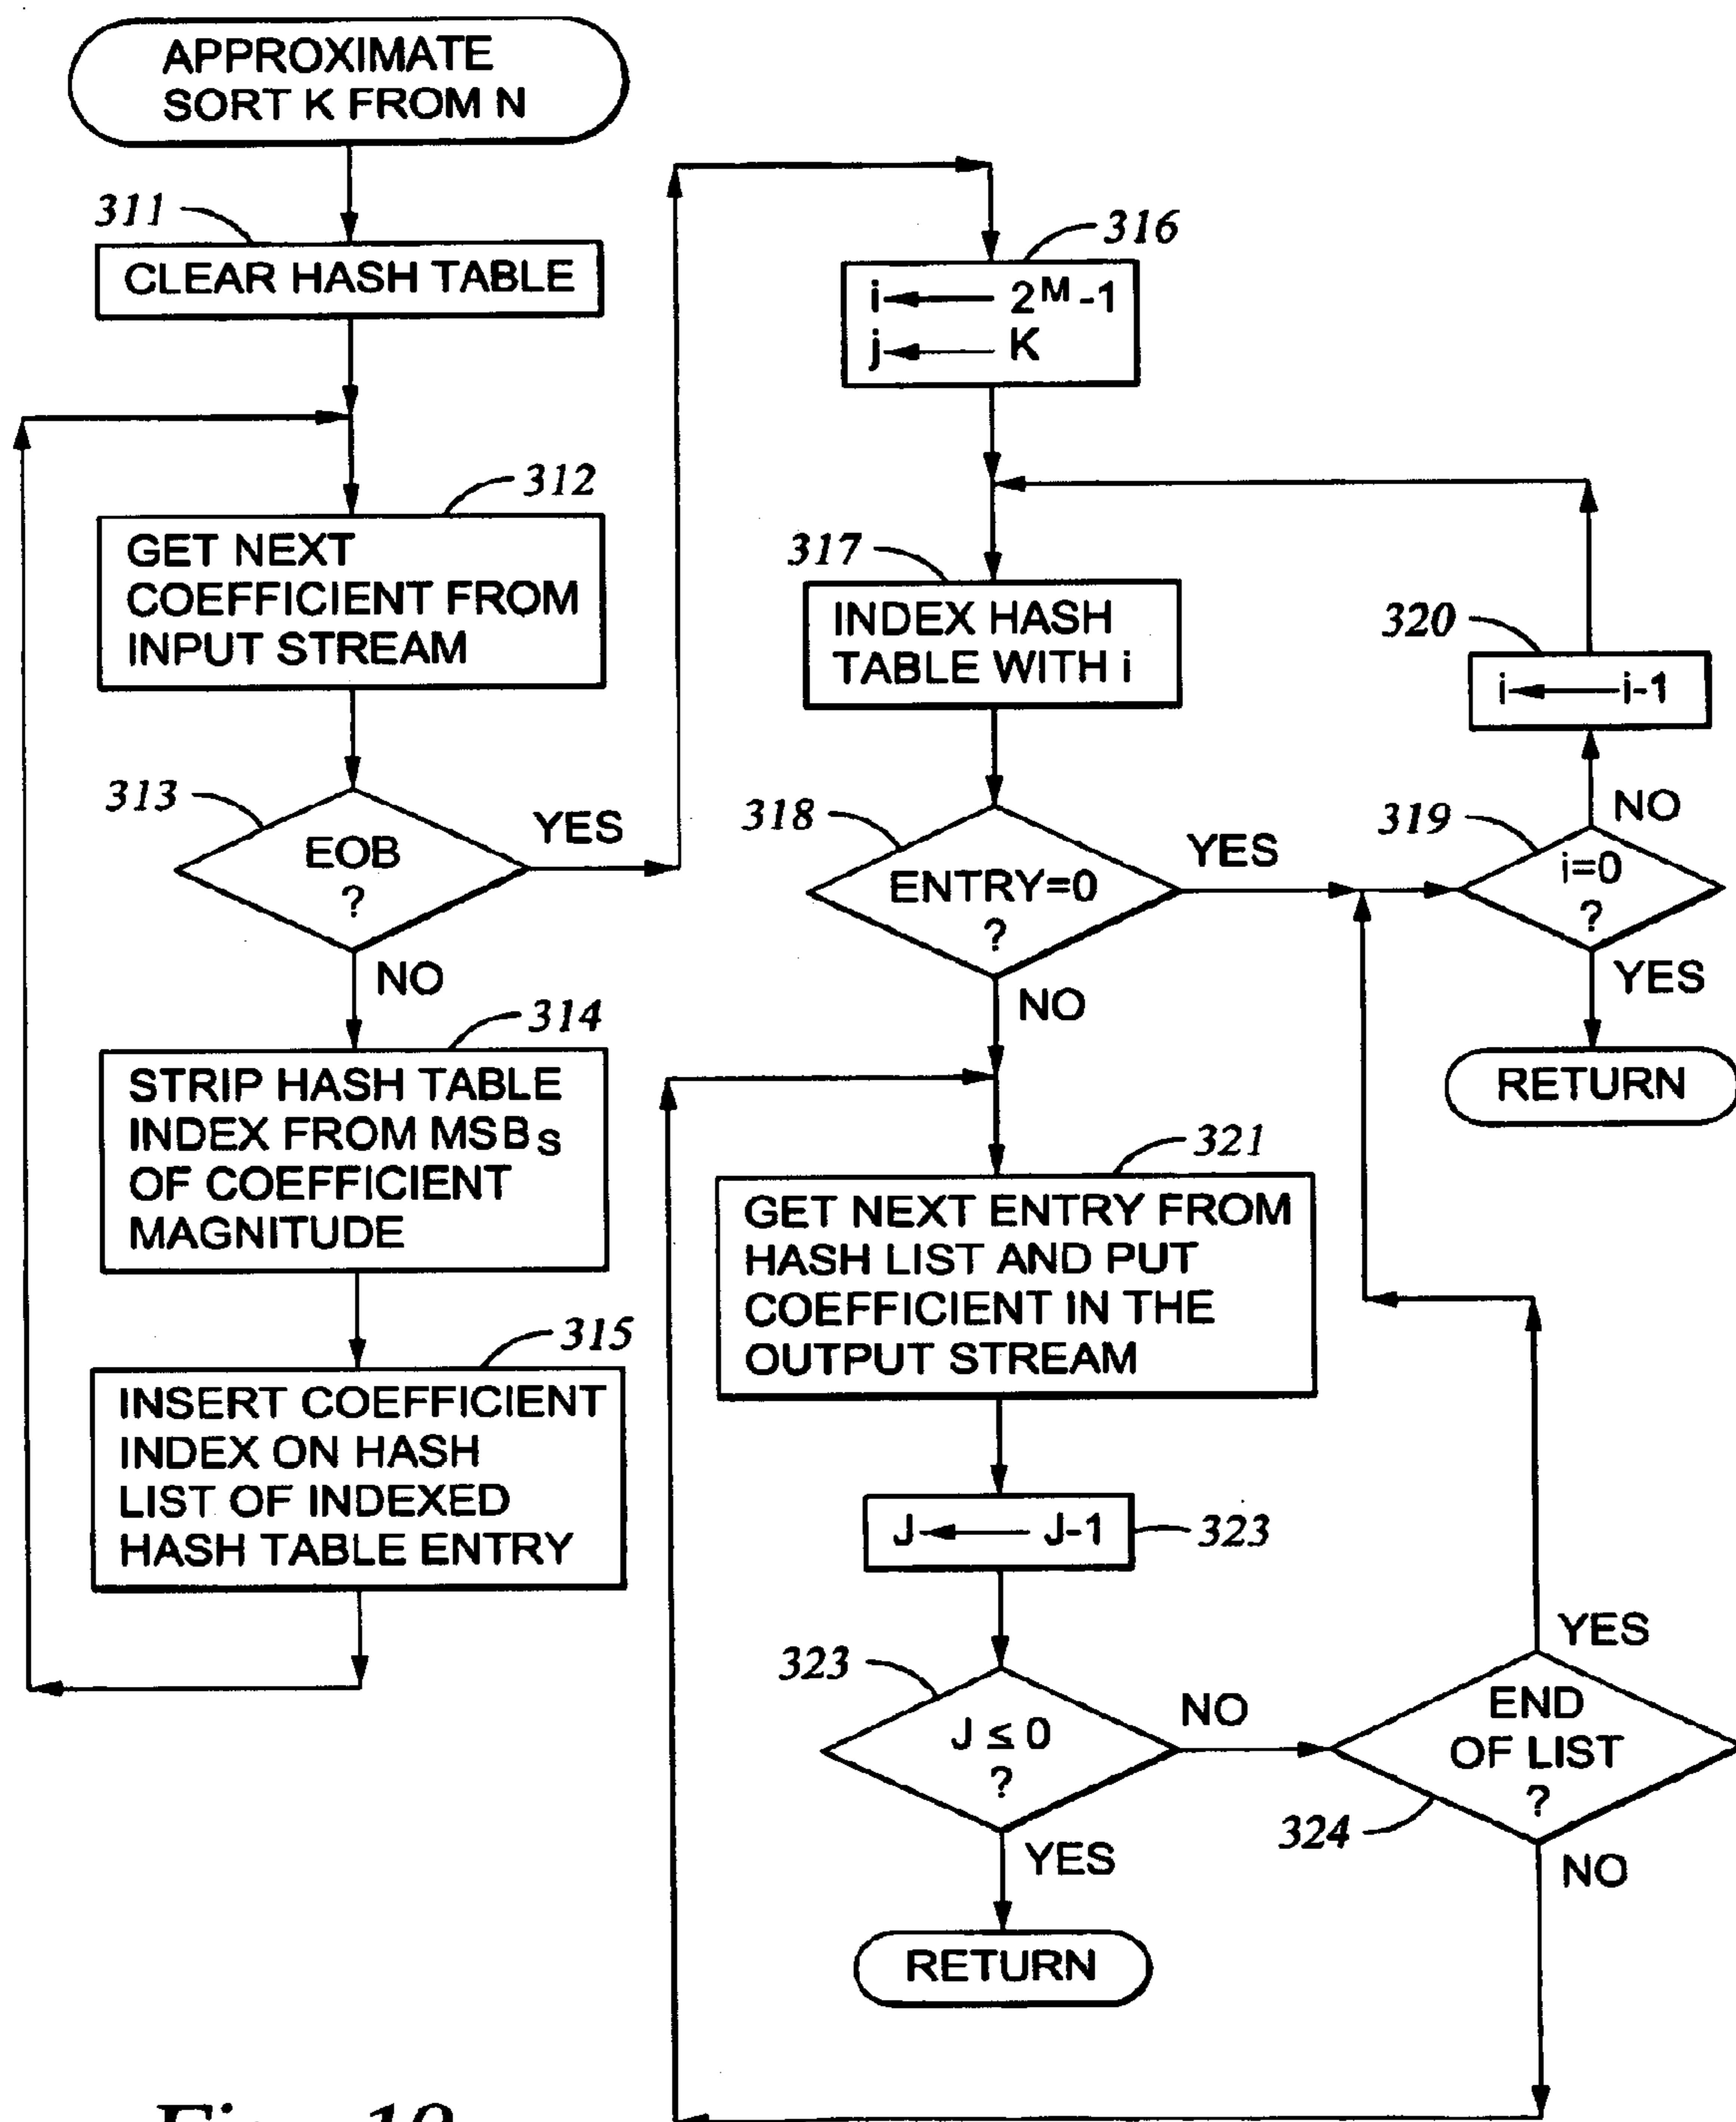 APPROXIMATE
SORT K FROM N
311
CLEAR HASH TABLE
312
GET NEXT
COEFFICIENT FROM
INPUT STREAM
313
EOB
?
YES
NO
314
STRIP HASH TABLE
INDEX FROM MSBS
OF COEFFICIENT
MAGNITUDE
315
INSERT COEFFICIENT
INDEX ON HASH
LIST OF INDEXED
HASH TABLE ENTRY
316
i ← 2^M -1
j ← K
317
INDEX HASH
TABLE WITH i
318
ENTRY=0
?
YES
NO
319
i=0
?
NO
YES
320
i ← i-1
RETURN
321
GET NEXT ENTRY FROM
HASH LIST AND PUT
COEFFICIENT IN THE
OUTPUT STREAM
J ← J-1
323
323
J ≤ 0
?
NO
YES
RETURN
324
END
OF LIST
?
YES
NO